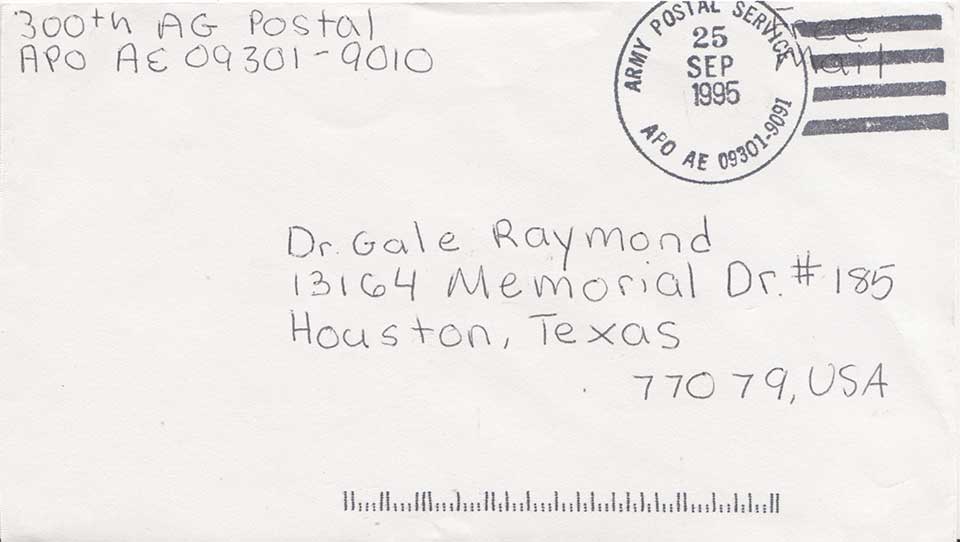 300th AG Postal
APO AE 09301-9010
ARMY POSTAL SERVICE
25
SEP
1995
APO AE 09301-9091
Free
Mail
Dr. Gale Raymond
13164 Memorial Dr. # 185
Houston, Texas
77079, USA